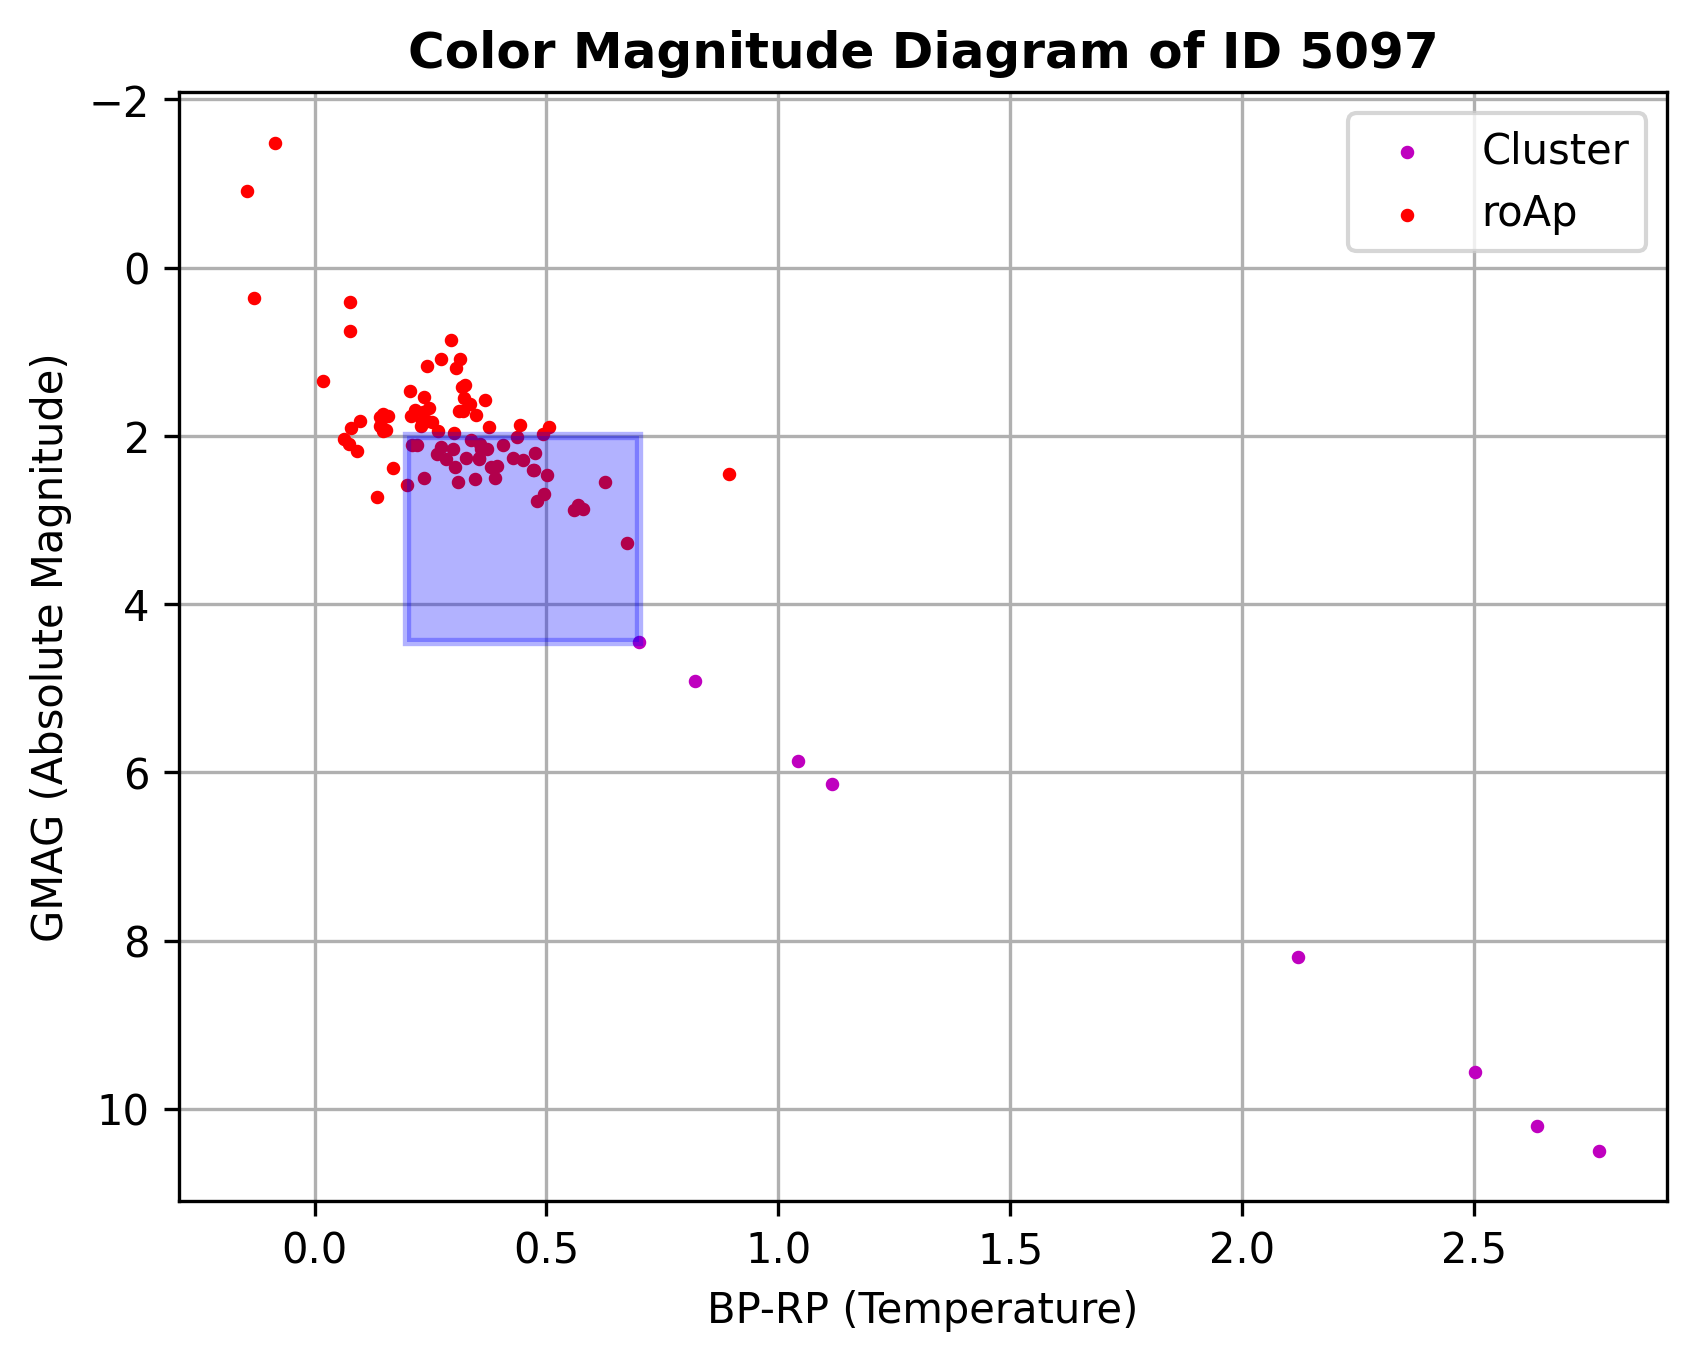 Color Magnitude Diagram of ID 5097
Cluster
roAp
GMAG (Absolute Magnitude)
−2
0
2
4
6
8
10
0.0 0.5 1.0 1.5 2.0 2.5
BP-RP (Temperature)